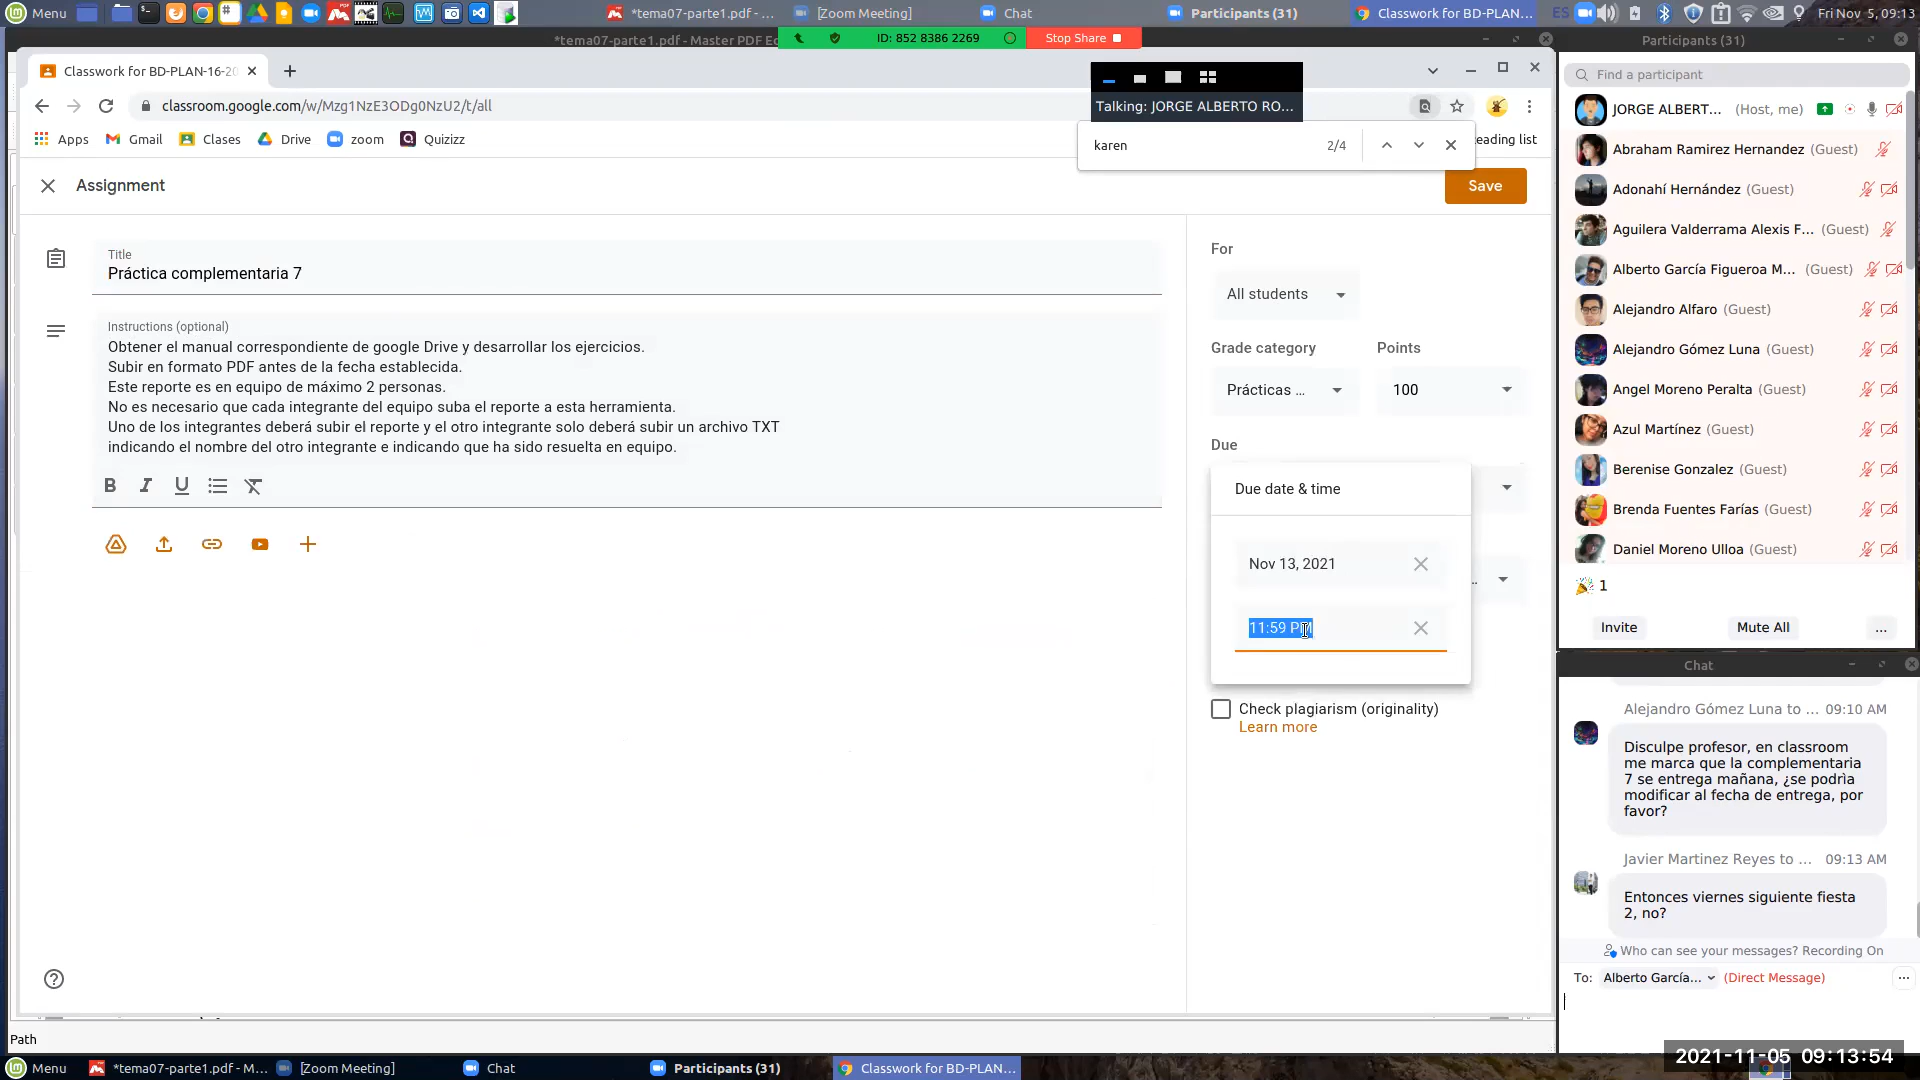 Menu
*tema07-parte1.pdf - ...
[Zoom Meeting]
Chat
Participants (31)
Classwork for BD-PLAN...
ES
Fri Nov 5, 09:13
*tema07-parte1.pdf - Master PDF Ed
ID: 852 8386 2269
Stop Share
Participants (31)
Classwork for BD-PLAN-16-20
Talking: JORGE ALBERTO RO...
classroom.google.com/w/Mzg1NzE3ODg0NzU2/t/all
Apps
Gmail
Clases
Drive
zoom
Quizizz
eading list
karen
2/4
Assignment
Save
Title
Práctica complementaria 7
Instructions (optional)
Obtener el manual correspondiente de google Drive y desarrollar los ejercicios.
Subir en formato PDF antes de la fecha establecida.
Este reporte es en equipo de máximo 2 personas.
No es necesario que cada integrante del equipo suba el reporte a esta herramienta.
Uno de los integrantes deberá subir el reporte y el otro integrante solo deberá subir un archivo TXT
indicando el nombre del otro integrante e indicando que ha sido resuelta en equipo.
B I U
For
All students
Grade category
Points
Prácticas ...
100
Due
Due date & time
Nov 13, 2021
11:59 PM
Check plagiarism (originality)
Learn more
Find a participant
JORGE ALBERT... (Host, me)
Abraham Ramirez Hernandez (Guest)
Adonahí Hernández (Guest)
Aguilera Valderrama Alexis F... (Guest)
Alberto García Figueroa M... (Guest)
Alejandro Alfaro (Guest)
Alejandro Gómez Luna (Guest)
Angel Moreno Peralta (Guest)
Azul Martínez (Guest)
Berenise Gonzalez (Guest)
Brenda Fuentes Farías (Guest)
Daniel Moreno Ulloa (Guest)
1
Invite
Mute All
...
Chat
Alejandro Gómez Luna to ... 09:10 AM
Disculpe profesor, en classroom
me marca que la complementaria
7 se entrega mañana, ¿se podrìa
modificar al fecha de entrega, por
favor?
Javier Martinez Reyes to ... 09:13 AM
Entonces viernes siguiente fiesta
2, no?
Who can see your messages? Recording On
To: Alberto García... (Direct Message)
Path
2021-11-05 09:13:54
Menu
*tema07-parte1.pdf - M...
[Zoom Meeting]
Chat
Participants (31)
Classwork for BD-PLAN...